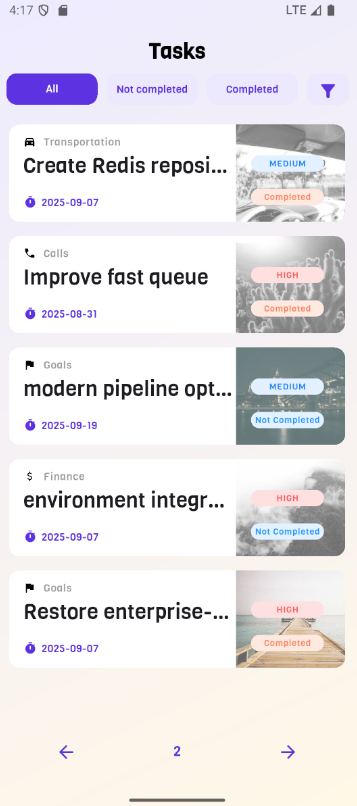 4:17 LTE
Tasks
All Not completed Completed
Transportation
Create Redis reposi...
MEDIUM
2025-09-07
Completed
Calls
Improve fast queue
HIGH
2025-08-31
Completed
Goals
modern pipeline opt...
MEDIUM
2025-09-19
Not Completed
$ Finance
environment integr...
HIGH
2025-09-07
Not Completed
Goals
Restore enterprise-...
HIGH
2025-09-07
Completed
2